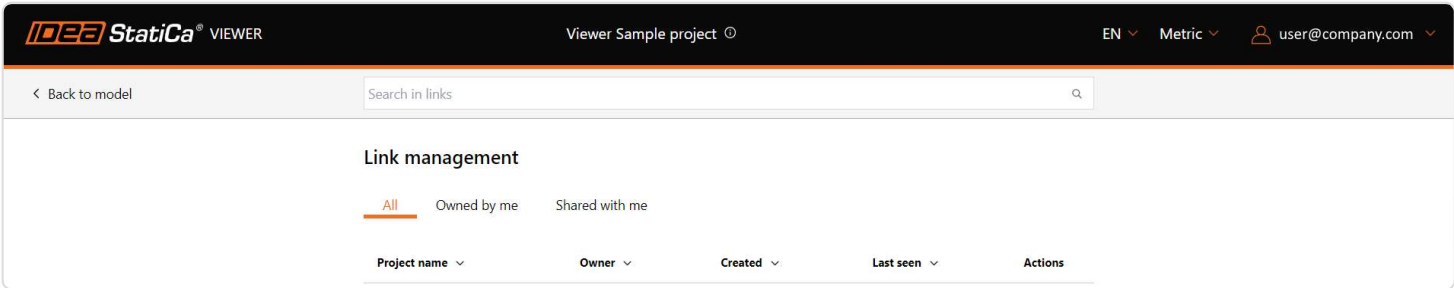 IDEA StatiCa® VIEWER
Viewer Sample project
EN
Metric
user@company.com
Back to model
Search in links
Link management
All
Owned by me
Shared with me
Project name
Owner
Created
Last seen
Actions